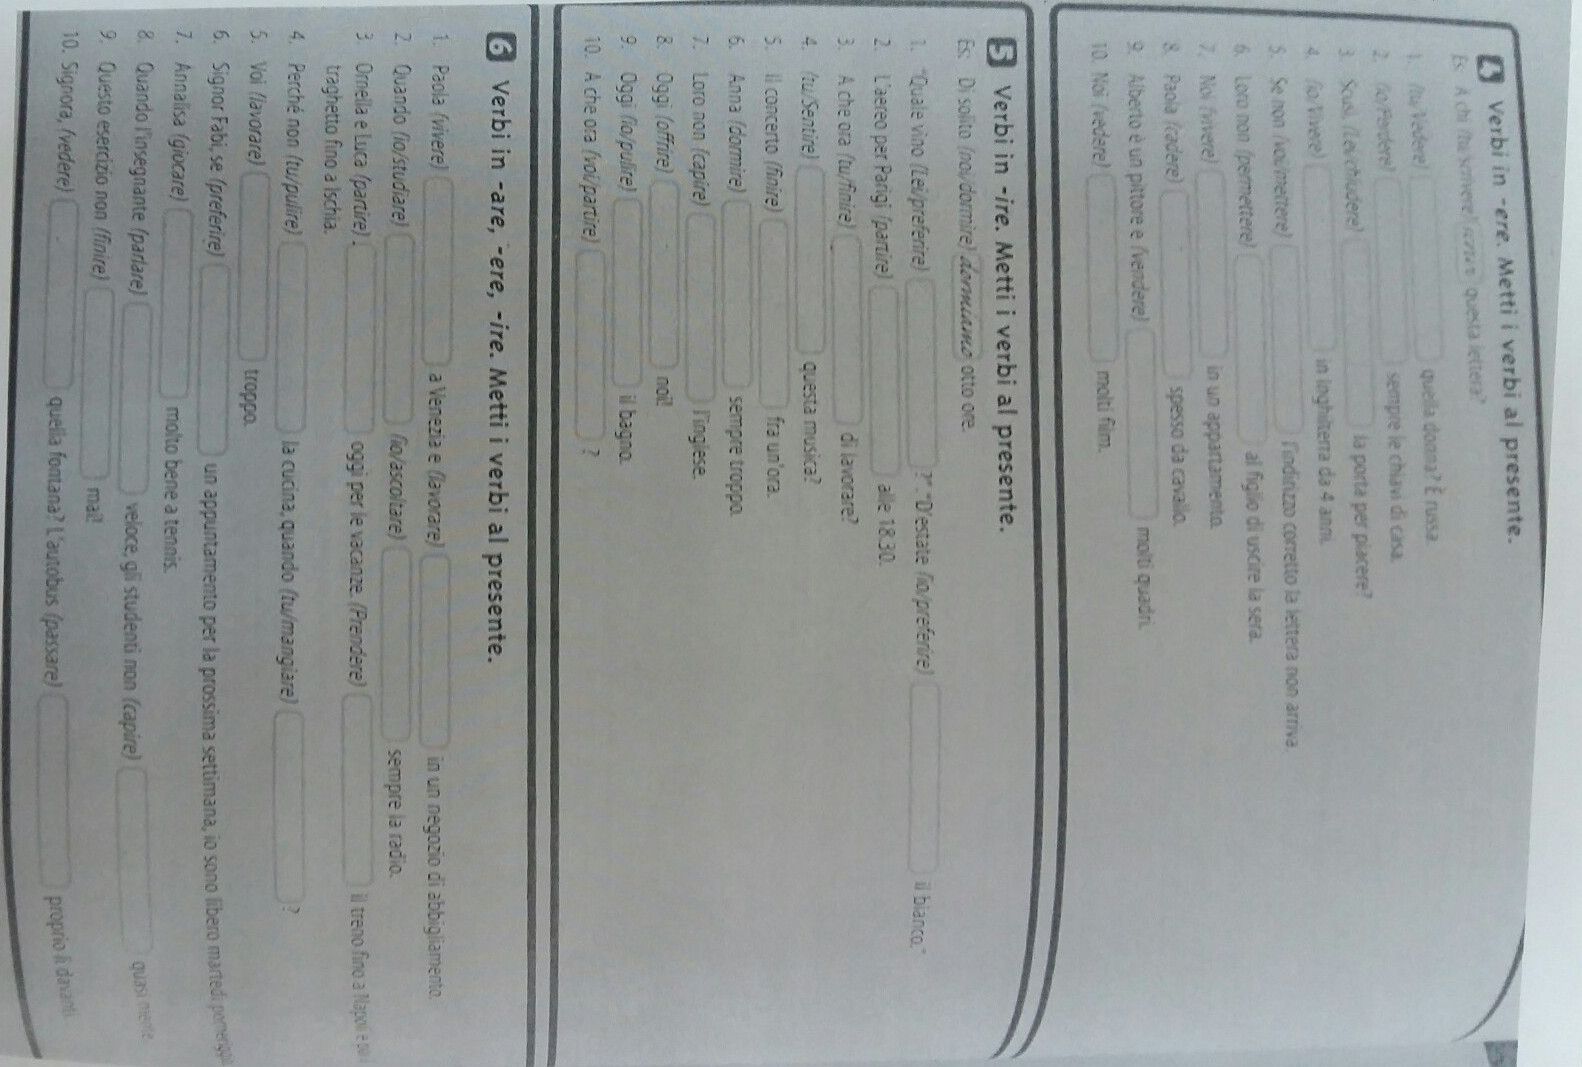 4 Verbi in -ere. Metti i verbi al presente.
Es: A chi (tu/scrivere) scrivi questa lettera?
1. (tu/Vedere) quella donna? È russa.
2. (io/Perdere) sempre le chiavi di casa.
3. Scusi, (Lei/chiudere) la porta per piacere?
4. (io/Vivere) in Inghilterra da 4 anni.
5. Se non (voi/mettere) l'indirizzo corretto la lettera non arriva.
6. Loro non (permettere) al figlio di uscire la sera.
7. Noi (vivere) in un appartamento.
8. Paola (cadere) spesso da cavallo.
9. Alberto è un pittore e (vendere) molti quadri.
10. Noi (vedere) molti film.
5 Verbi in -ire. Metti i verbi al presente.
Es: Di solito (noi/dormire) dormiamo otto ore.
1. "Quale vino (Lei/preferire) ?". "D'estate (io/preferire) il bianco."
2. L'aereo per Parigi (partire) alle 18.30.
3. A che ora (tu/finire) di lavorare?
4. (tu/Sentire) questa musica?
5. Il concerto (finire) fra un'ora.
6. Anna (dormire) sempre troppo.
7. Loro non (capire) l'inglese.
8. Oggi (offrire) noi!
9. Oggi (io/pulire) il bagno.
10. A che ora (voi/partire) ?
6 Verbi in -are, -ere, -ire. Metti i verbi al presente.
1. Paola (vivere) a Venezia e (lavorare) in un negozio di abbigliamento.
2. Quando (io/studiare) (io/ascoltare) sempre la radio.
3. Ornella e Luca (partire) oggi per le vacanze. (Prendere) il treno fino a Napoli e poi
traghetto fino a Ischia.
4. Perché non (tu/pulire) la cucina, quando (tu/mangiare) ?
5. Voi (lavorare) troppo.
6. Signor Fabi, se (preferire) un appuntamento per la prossima settimana, io sono libero martedì
7. Annalisa (giocare) molto bene a tennis.
8. Quando l'insegnante (parlare) veloce, gli studenti non (capire) quasi niente.
9. Questo esercizio non (finire) mai!
10. Signora, (vedere) quella fontana? L'autobus (passare) proprio lì davanti.